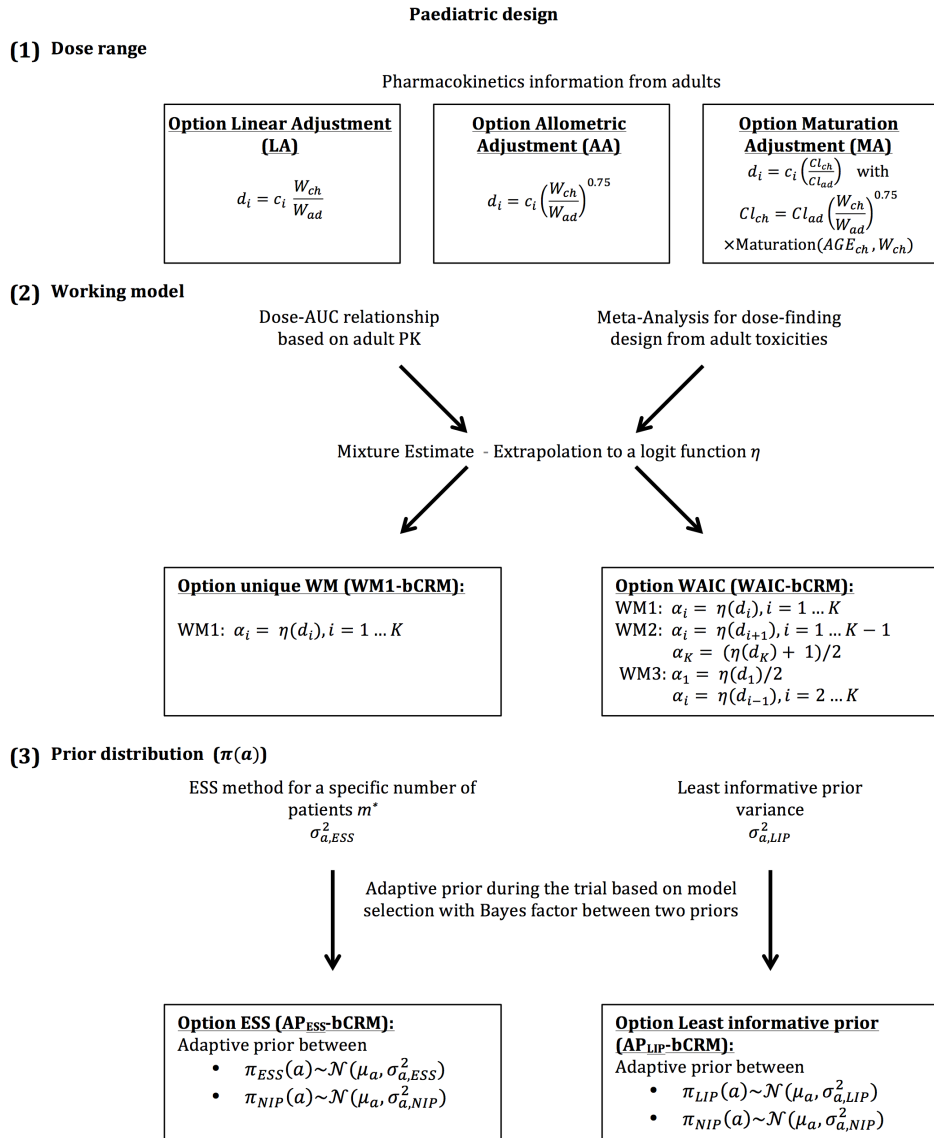 Paediatric design
(1) Dose range
Pharmacokinetics information from adults
Option Linear Adjustment
(LA)
d_i = c_i W_ch/W_ad
Option Allometric
Adjustment (AA)
d_i = c_i (W_ch/W_ad)^0.75
Option Maturation
Adjustment (MA)
d_i = c_i (Cl_ch/Cl_ad) with
Cl_ch = Cl_ad (W_ch/W_ad)^0.75
×Maturation(AGE_ch, W_ch)
(2) Working model
Dose-AUC relationship
based on adult PK
Meta-Analysis for dose-finding
design from adult toxicities
Mixture Estimate - Extrapolation to a logit function η
Option unique WM (WM1-bCRM):
WM1: α_i = η(d_i), i = 1 … K
Option WAIC (WAIC-bCRM):
WM1: α_i = η(d_i), i = 1 … K
WM2: α_i = η(d_{i+1}), i = 1 … K − 1
α_K = (η(d_K) + 1)/2
WM3: α_1 = η(d_1)/2
α_i = η(d_{i−1}), i = 2 … K
(3) Prior distribution (π(a))
ESS method for a specific number of
patients m*
σ²_{a,ESS}
Least informative prior
variance
σ²_{a,LIP}
Adaptive prior during the trial based on model
selection with Bayes factor between two priors
Option ESS (AP_ESS-bCRM):
Adaptive prior between
• π_ESS(a)~𝒩(μ_a, σ²_{a,ESS})
• π_NIP(a)~𝒩(μ_a, σ²_{a,NIP})
Option Least informative prior
(AP_LIP-bCRM):
Adaptive prior between
• π_LIP(a)~𝒩(μ_a, σ²_{a,LIP})
• π_NIP(a)~𝒩(μ_a, σ²_{a,NIP})